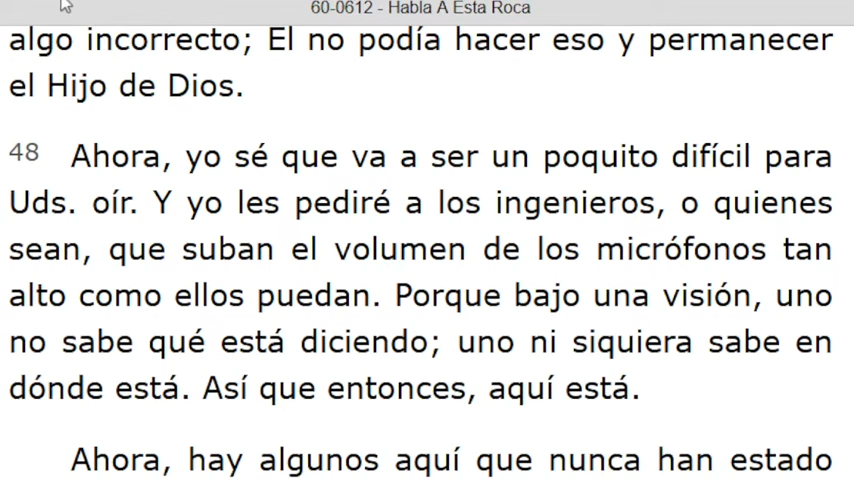 60-0612 - Habla A Esta Roca
algo incorrecto; El no podía hacer eso y permanecer
el Hijo de Dios.
48 Ahora, yo sé que va a ser un poquito difícil para
Uds. oír. Y yo les pediré a los ingenieros, o quienes
sean, que suban el volumen de los micrófonos tan
alto como ellos puedan. Porque bajo una visión, uno
no sabe qué está diciendo; uno ni siquiera sabe en
dónde está. Así que entonces, aquí está.
Ahora, hay algunos aquí que nunca han estado